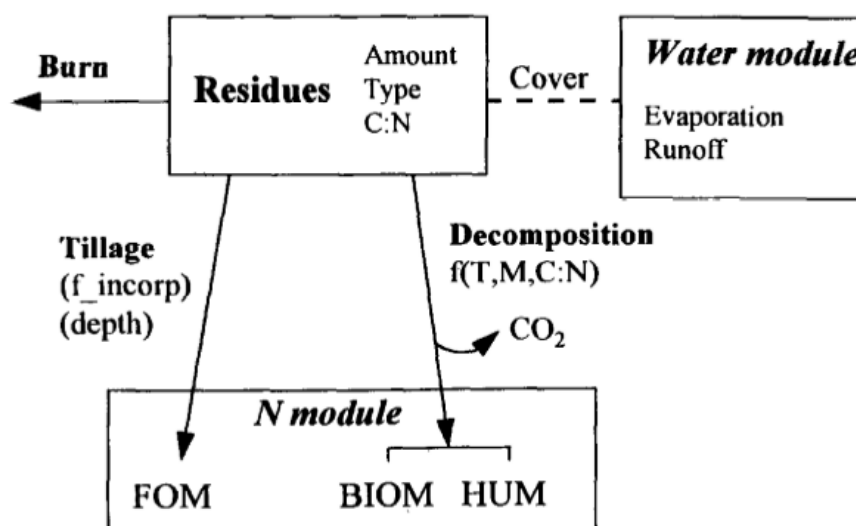 Burn
Residues
Amount
Type
C:N
Cover
Water module
Evaporation
Runoff
Tillage
(f_incorp)
(depth)
Decomposition
f(T,M,C:N)
CO₂
N module
FOM
BIOM
HUM